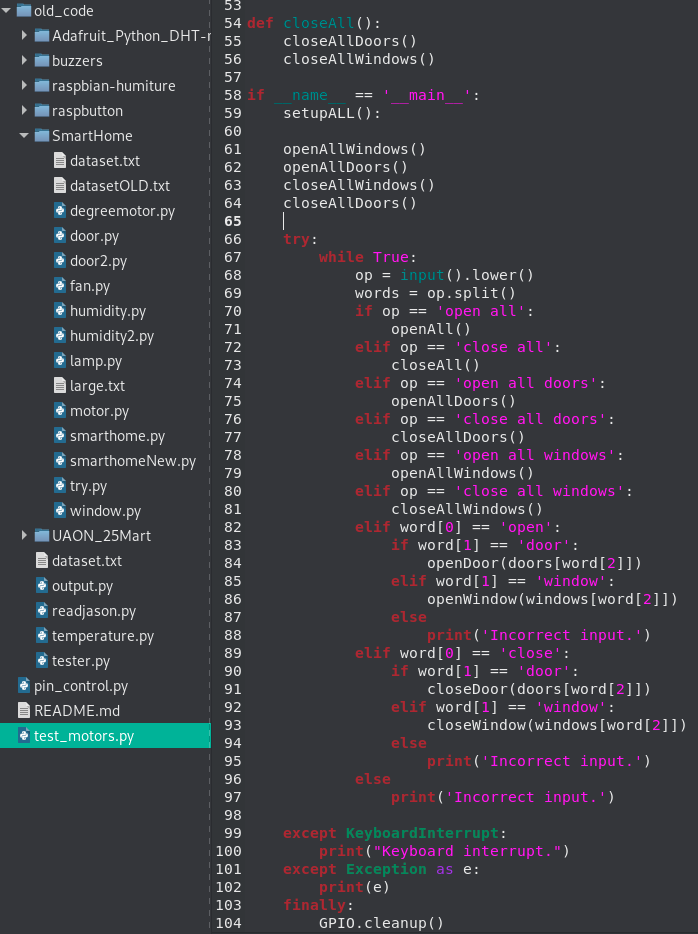 old_code
Adafruit_Python_DHT-r
buzzers
raspbian-humiture
raspbutton
SmartHome
dataset.txt
datasetOLD.txt
degreemotor.py
door.py
door2.py
fan.py
humidity.py
humidity2.py
lamp.py
large.txt
motor.py
smarthome.py
smarthomeNew.py
try.py
window.py
UAON_25Mart
dataset.txt
output.py
readjason.py
temperature.py
tester.py
pin_control.py
README.md
test_motors.py
53
54 def closeAll():
55     closeAllDoors()
56     closeAllWindows()
57
58 if __name__ == '__main__':
59     setupALL():
60
61     openAllWindows()
62     openAllDoors()
63     closeAllWindows()
64     closeAllDoors()
65
66     try:
67         while True:
68             op = input().lower()
69             words = op.split()
70             if op == 'open all':
71                 openAll()
72             elif op == 'close all':
73                 closeAll()
74             elif op == 'open all doors':
75                 openAllDoors()
76             elif op == 'close all doors':
77                 closeAllDoors()
78             elif op == 'open all windows':
79                 openAllWindows()
80             elif op == 'close all windows':
81                 closeAllWindows()
82             elif word[0] == 'open':
83                 if word[1] == 'door':
84                     openDoor(doors[word[2]])
85                 elif word[1] == 'window':
86                     openWindow(windows[word[2]])
87                 else
88                     print('Incorrect input.')
89             elif word[0] == 'close':
90                 if word[1] == 'door':
91                     closeDoor(doors[word[2]])
92                 elif word[1] == 'window':
93                     closeWindow(windows[word[2]])
94                 else
95                     print('Incorrect input.')
96             else
97                 print('Incorrect input.')
98
99     except KeyboardInterrupt:
100         print("Keyboard interrupt.")
101     except Exception as e:
102         print(e)
103     finally:
104         GPIO.cleanup()